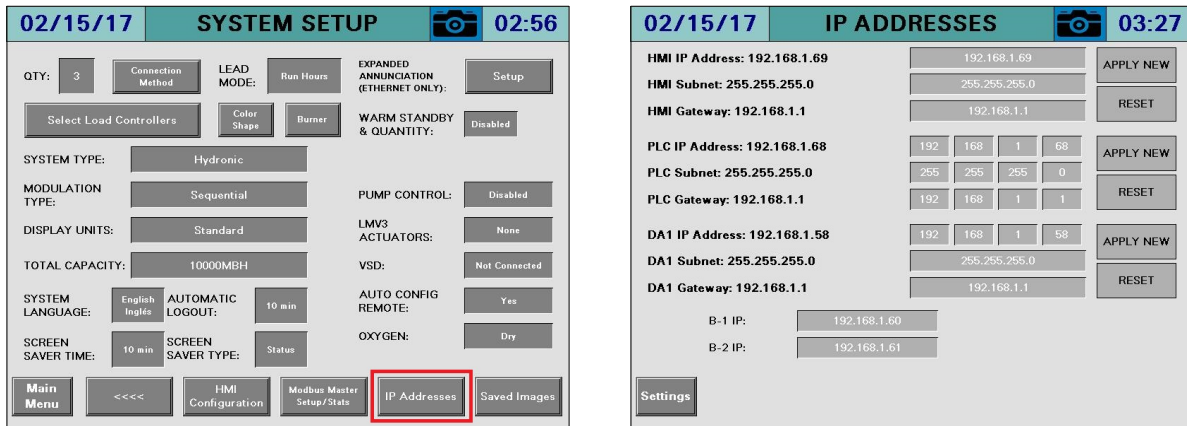 02/15/17 SYSTEM SETUP 02:56
QTY: 3 Connection Method LEAD MODE: Run Hours EXPANDED ANNUNCIATION (ETHERNET ONLY): Setup
Select Load Controllers Color Shape Burner WARM STANDBY & QUANTITY: Disabled
SYSTEM TYPE: Hydronic
MODULATION TYPE: Sequential PUMP CONTROL: Disabled
DISPLAY UNITS: Standard LMV3 ACTUATORS: None
TOTAL CAPACITY: 10000MBH VSD: Not Connected
SYSTEM LANGUAGE: English Inglés AUTOMATIC LOGOUT: 10 min AUTO CONFIG REMOTE: Yes
SCREEN SAVER TIME: 10 min SCREEN SAVER TYPE: Status OXYGEN: Dry
Main Menu <<<< HMI Configuration Modbus Master Setup/Stats IP Addresses Saved Images
02/15/17 IP ADDRESSES 03:27
HMI IP Address: 192.168.1.69 192.168.1.69 APPLY NEW
HMI Subnet: 255.255.255.0 255.255.255.0
HMI Gateway: 192.168.1.1 192.168.1.1 RESET
PLC IP Address: 192.168.1.68 192 168 1 68 APPLY NEW
PLC Subnet: 255.255.255.0 255 255 255 0
PLC Gateway: 192.168.1.1 192 168 1 1 RESET
DA1 IP Address: 192.168.1.58 192 168 1 58 APPLY NEW
DA1 Subnet: 255.255.255.0 255.255.255.0
DA1 Gateway: 192.168.1.1 192.168.1.1 RESET
B-1 IP: 192.168.1.60
B-2 IP: 192.168.1.61
Settings